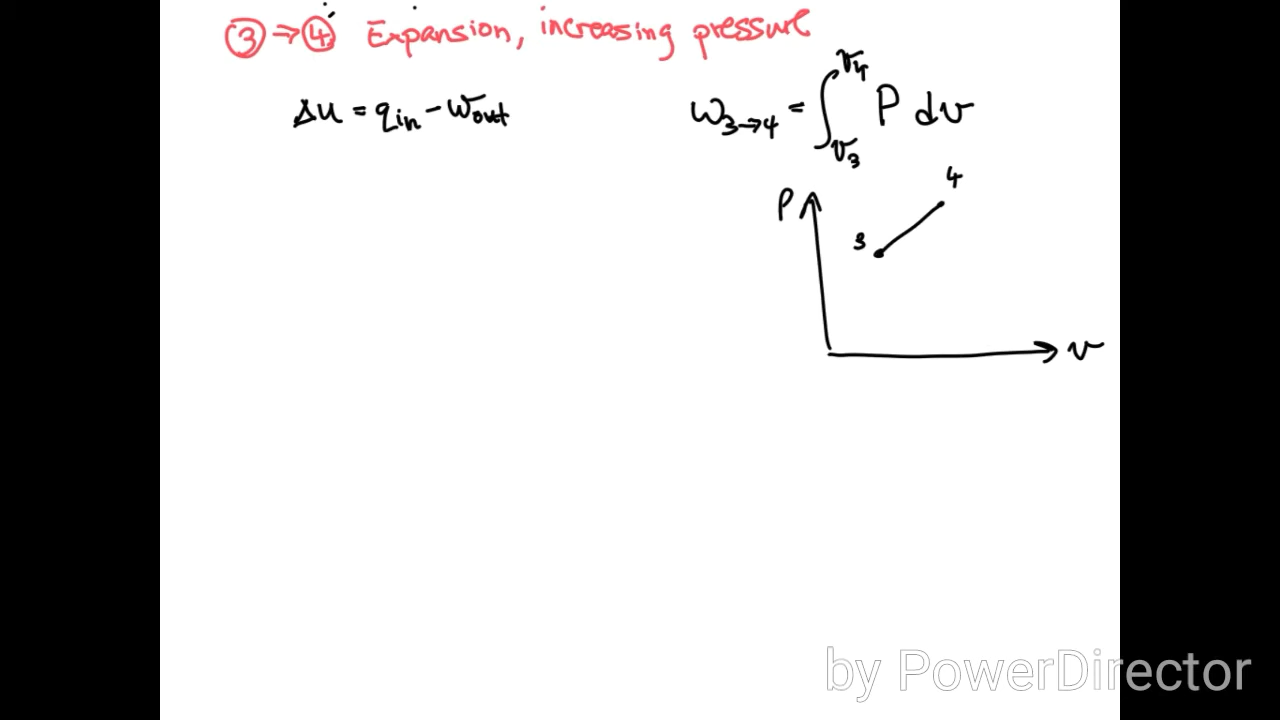 ③ → ④ Expansion, increasing pressure
Δu = q_in - w_out
w_3→4 = ∫_v3^v4 P dv
4
P
3
v
by PowerDirector